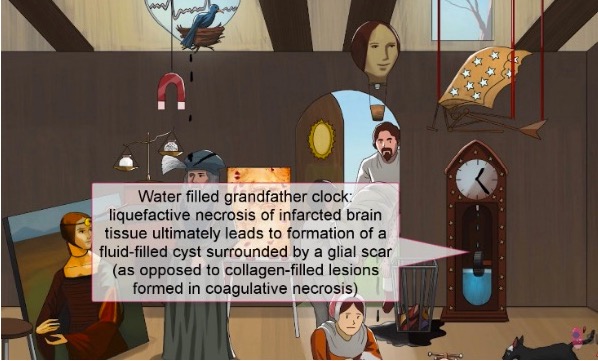 Water filled grandfather clock:
liquefactive necrosis of infarcted brain
tissue ultimately leads to formation of a
fluid-filled cyst surrounded by a glial scar
(as opposed to collagen-filled lesions
formed in coagulative necrosis)